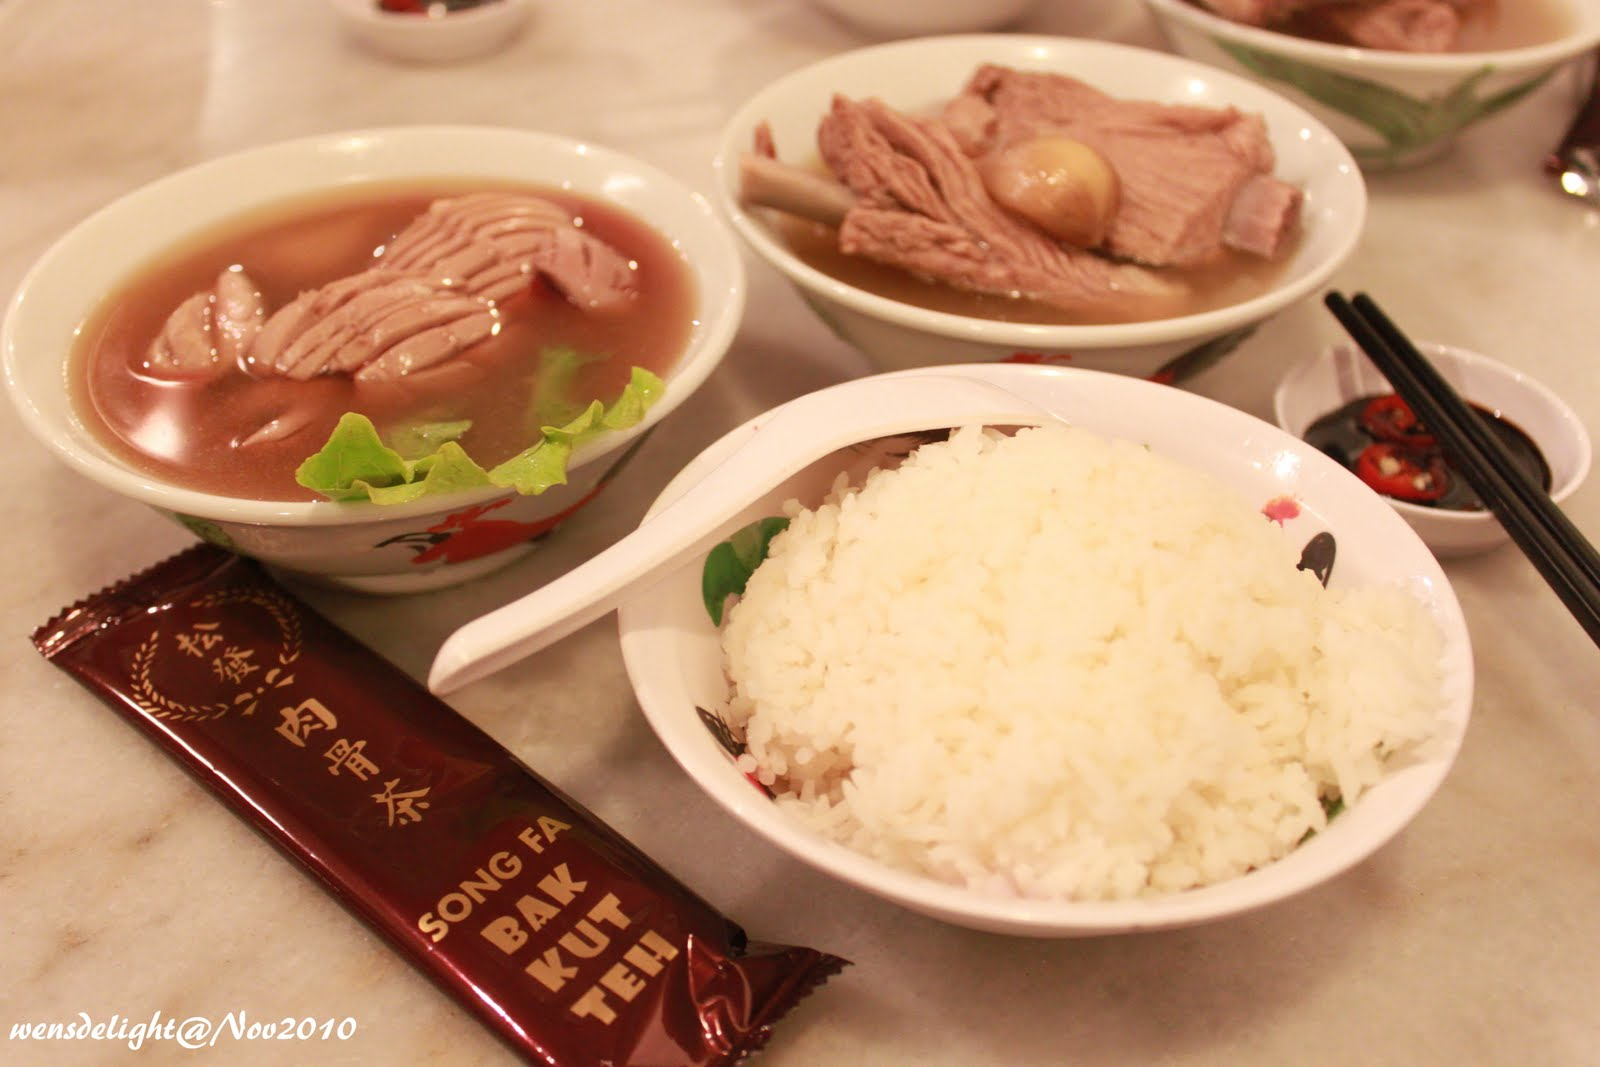 松發
肉骨茶
SONG FA
BAK
KUT
TEH
wensdelight@Nov2010